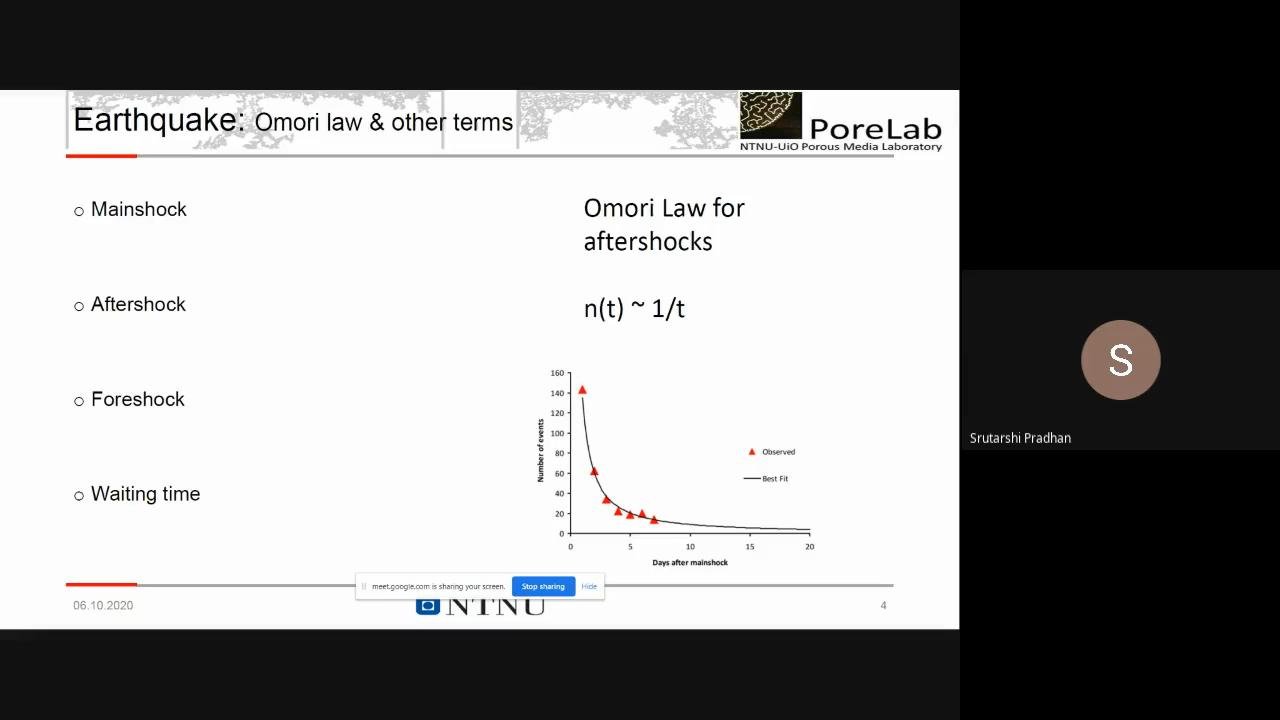 Earthquake: Omori law & other terms
PoreLab
NTNU-UiO Porous Media Laboratory
Mainshock
Aftershock
Foreshock
Waiting time
Omori Law for
aftershocks
n(t) ~ 1/t
160
140
120
100
80
60
40
20
0
Number of events
Observed
Best Fit
0 5 10 15 20
Days after mainshock
meet.google.com is sharing your screen. Stop sharing Hide
06.10.2020
NTNU
4
S
Srutarshi Pradhan